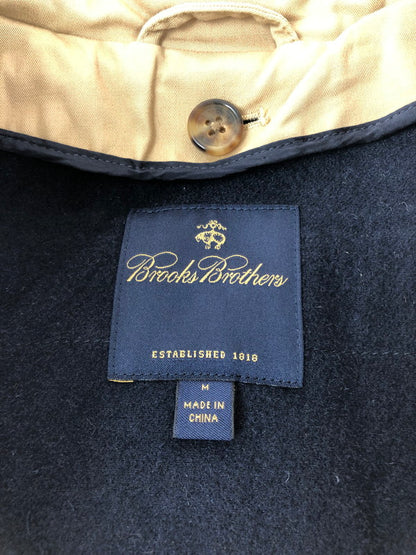 Brooks Brothers
ESTABLISHED 1818
M
MADE IN
CHINA